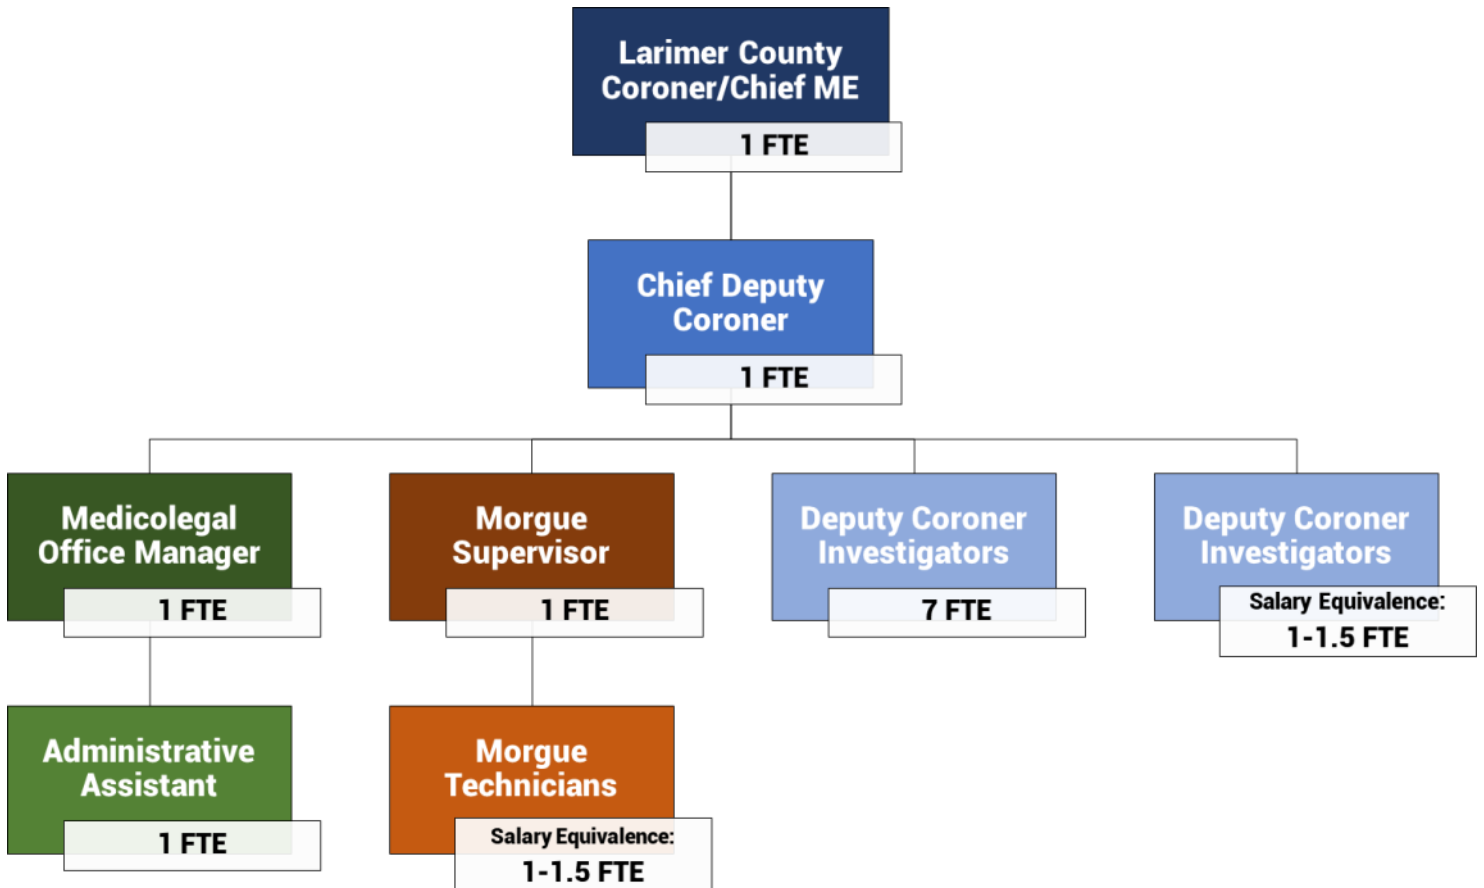 Larimer County
Coroner/Chief ME
1 FTE
Chief Deputy
Coroner
1 FTE
Medicolegal
Office Manager
1 FTE
Morgue
Supervisor
1 FTE
Deputy Coroner
Investigators
7 FTE
Deputy Coroner
Investigators
Salary Equivalence:
1-1.5 FTE
Administrative
Assistant
1 FTE
Morgue
Technicians
Salary Equivalence:
1-1.5 FTE